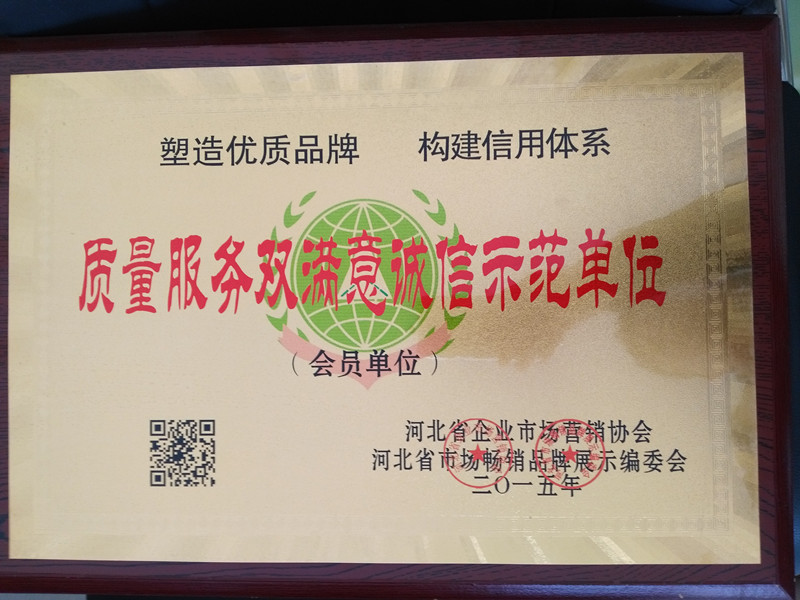 塑造优质品牌 构建信用体系
质量服务双满意诚信示范单位
（会员单位）
河北省企业市场营销协会
河北省市场畅销品牌展示编委会
二〇一五年